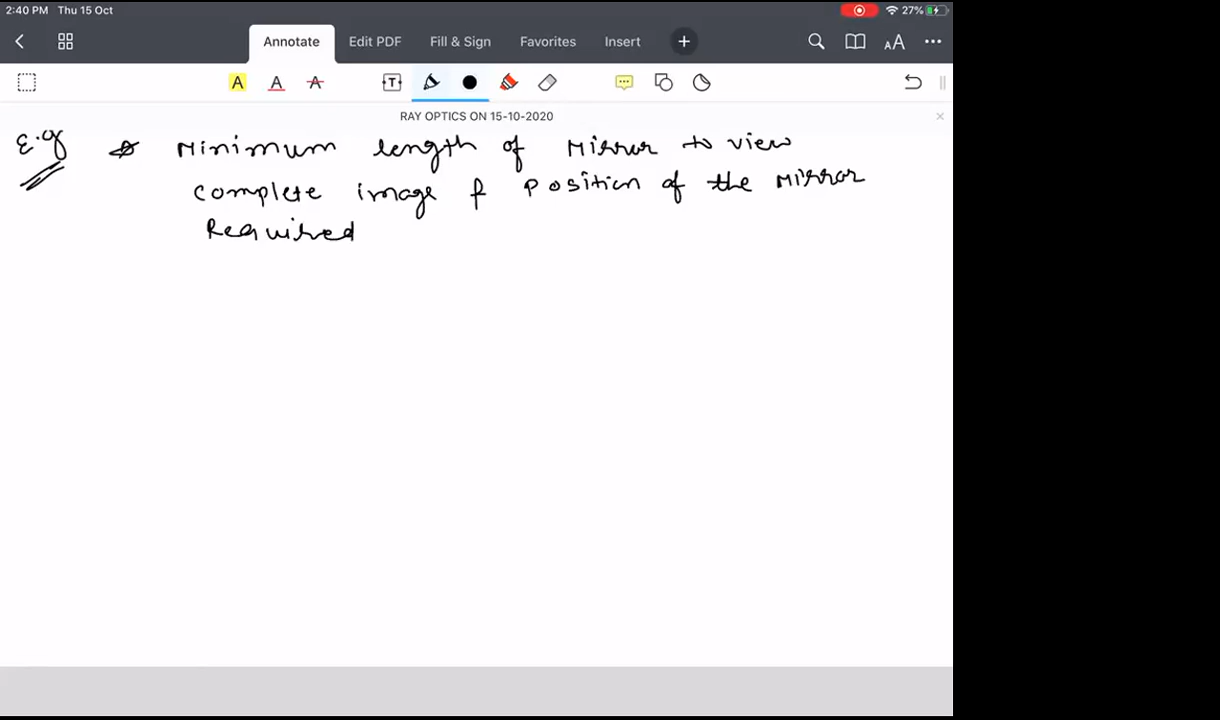 2:40 PM Thu 15 Oct 27%
Annotate Edit PDF Fill & Sign Favorites Insert + AA
A A A T
RAY OPTICS ON 15-10-2020 ×
E.g Minimum length of Mirror to view
complete image & Position of the Mirror
Required